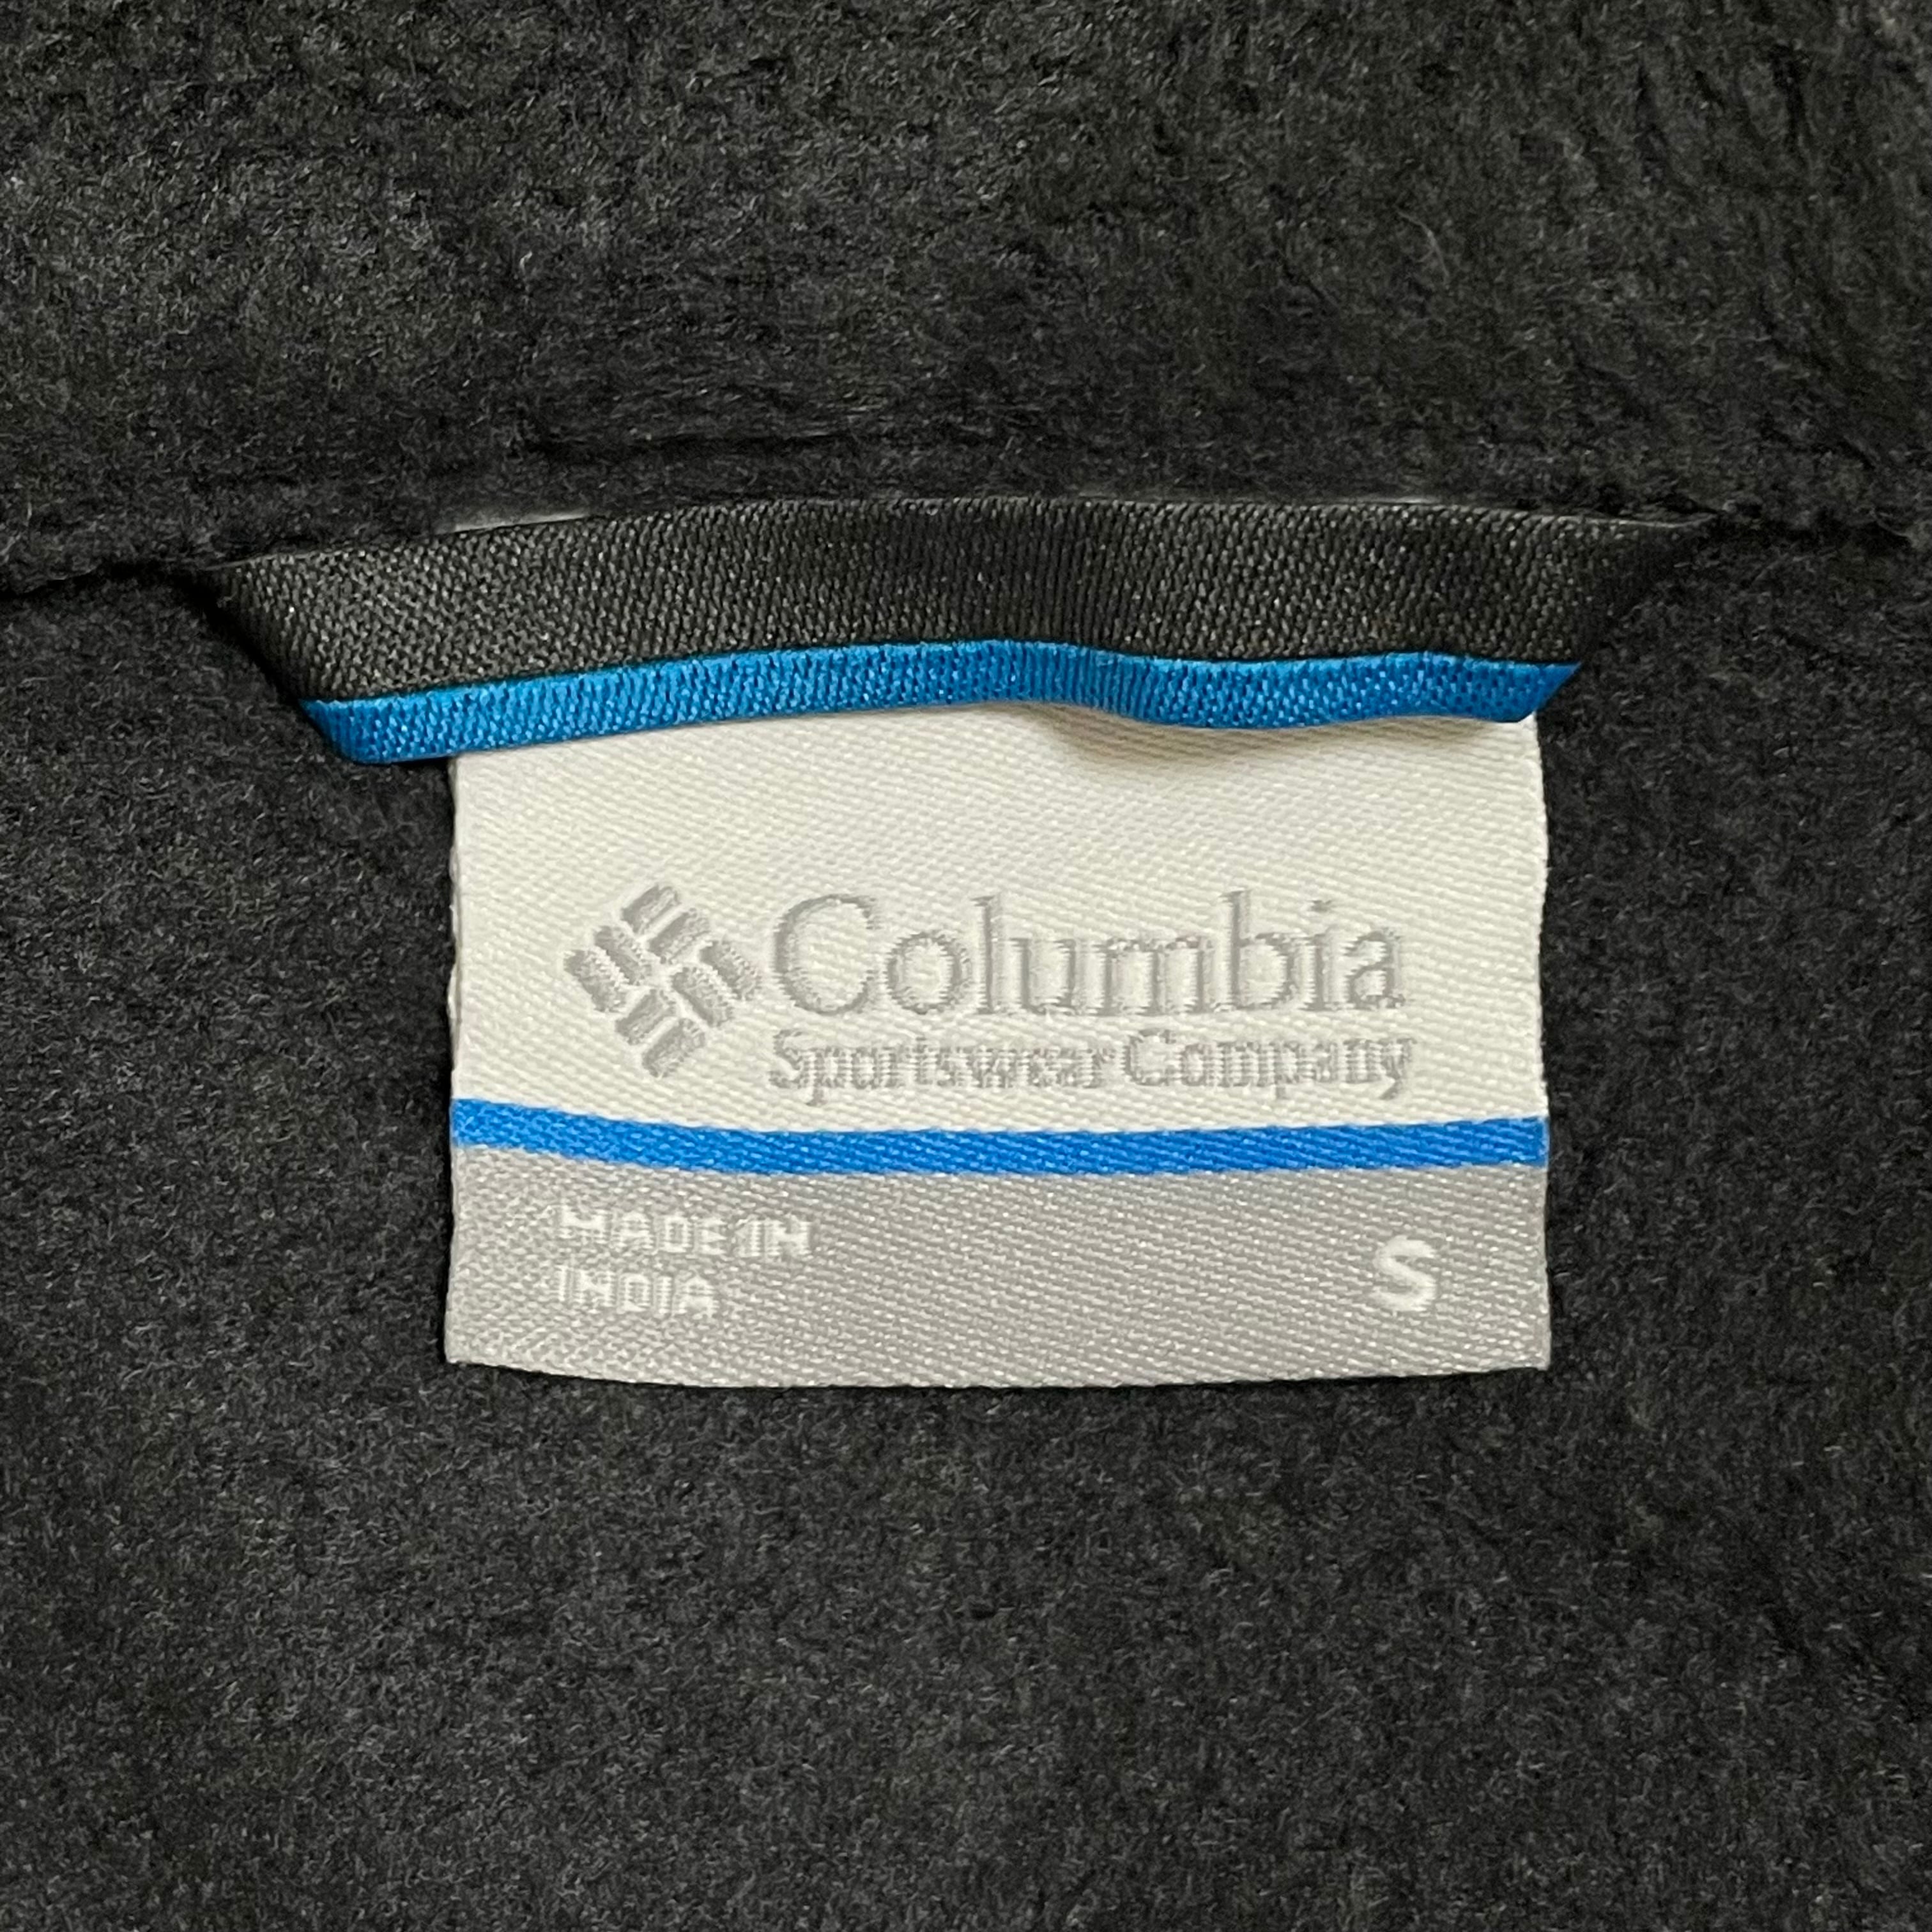 Columbia
Sportswear Company
MADE IN
INDIA
S